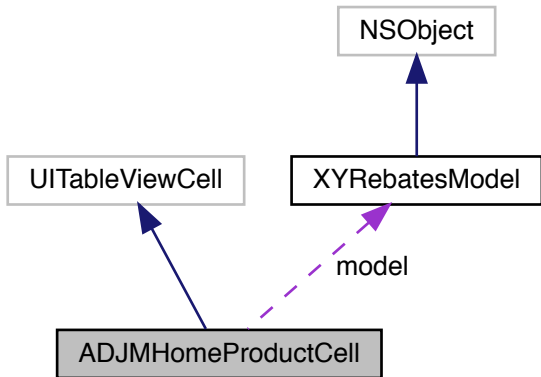 NSObject
UITableViewCell
XYRebatesModel
model
ADJMHomeProductCell